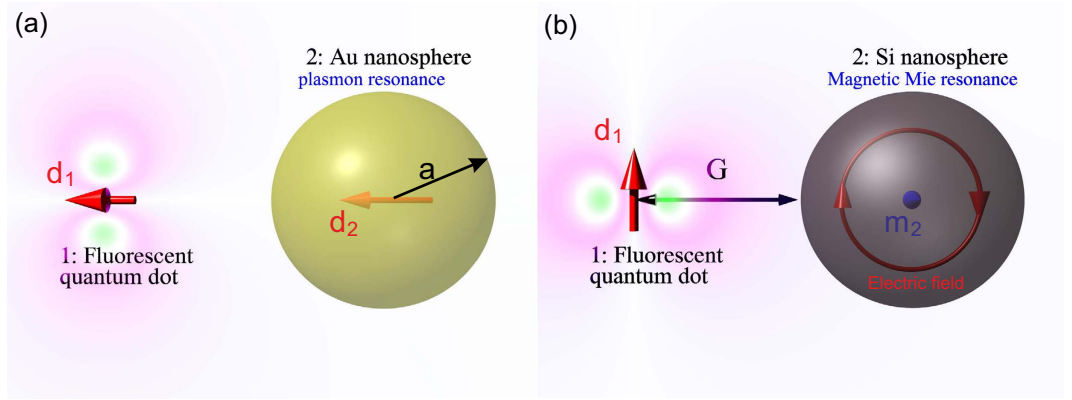 (a)
2: Au nanosphere
plasmon resonance
d1
a
d2
1: Fluorescent
quantum dot
(b)
2: Si nanosphere
Magnetic Mie resonance
d1
G
m2
1: Fluorescent
quantum dot
Electric field